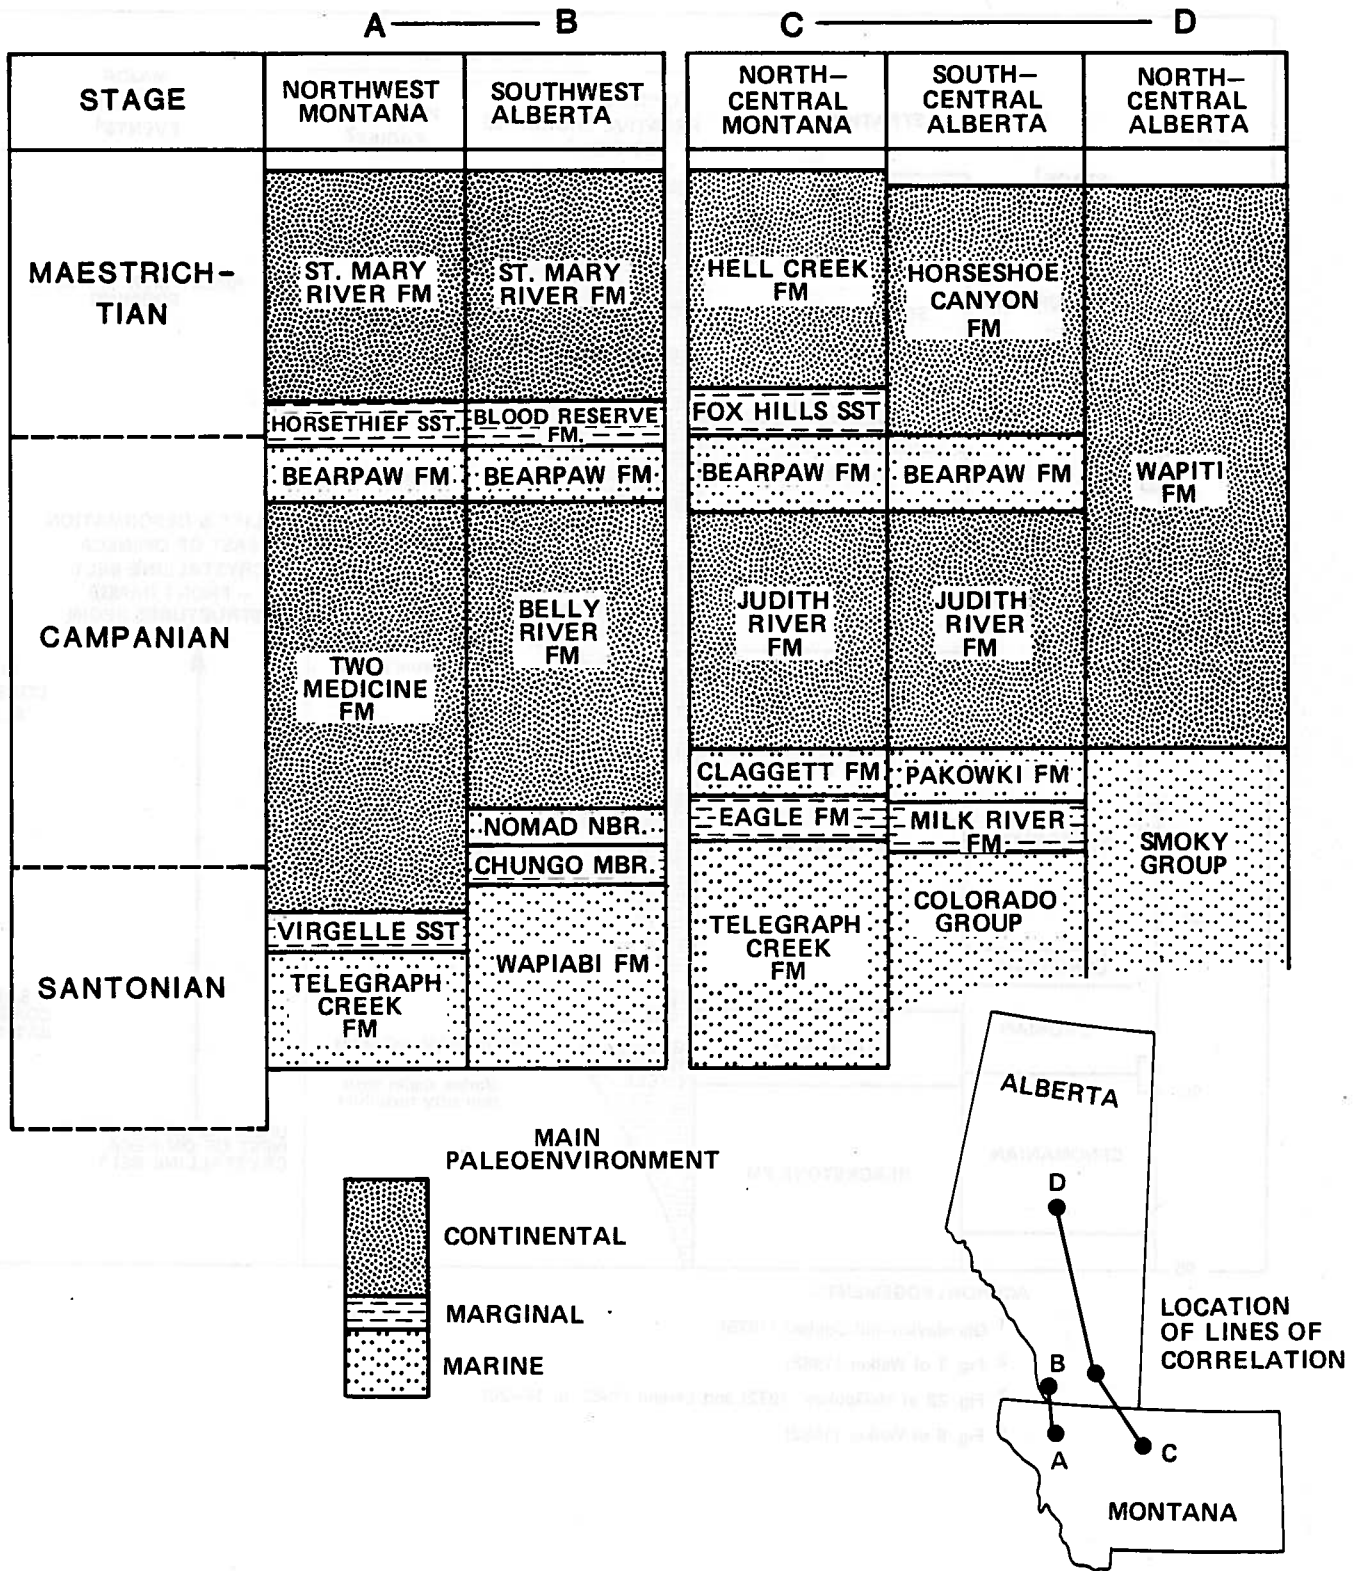 A B C D
STAGE
NORTHWEST
MONTANA
SOUTHWEST
ALBERTA
NORTH-
CENTRAL
MONTANA
SOUTH-
CENTRAL
ALBERTA
NORTH-
CENTRAL
ALBERTA
MAESTRICH-
TIAN
CAMPANIAN
SANTONIAN
ST. MARY
RIVER FM
HORSETHIEF SST.
BEARPAW FM
TWO
MEDICINE
FM
VIRGELLE SST
TELEGRAPH
CREEK
FM
ST. MARY
RIVER FM
BLOOD RESERVE
FM.
BEARPAW FM
BELLY
RIVER
FM
NOMAD NBR.
CHUNGO MBR.
WAPIABI FM
HELL CREEK
FM
FOX HILLS SST
BEARPAW FM
JUDITH
RIVER
FM
CLAGGETT FM
EAGLE FM
TELEGRAPH
CREEK
FM
HORSESHOE
CANYON
FM
BEARPAW FM
JUDITH
RIVER
FM
PAKOWKI FM
MILK RIVER
FM
COLORADO
GROUP
WAPITI
FM
SMOKY
GROUP
MAIN
PALEOENVIRONMENT
CONTINENTAL
MARGINAL
MARINE
ALBERTA
D
B
A
C
MONTANA
LOCATION
OF LINES OF
CORRELATION